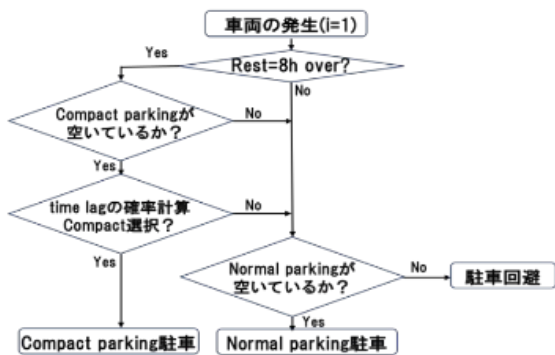 車両の発生(i=1)
Yes
Rest=8h over?
No
Compact parkingが
空いているか？
No
Yes
time lagの確率計算
Compact選択？
No
Yes
Normal parkingが
空いているか？
No
駐車回避
Yes
Compact parking駐車
Normal parking駐車